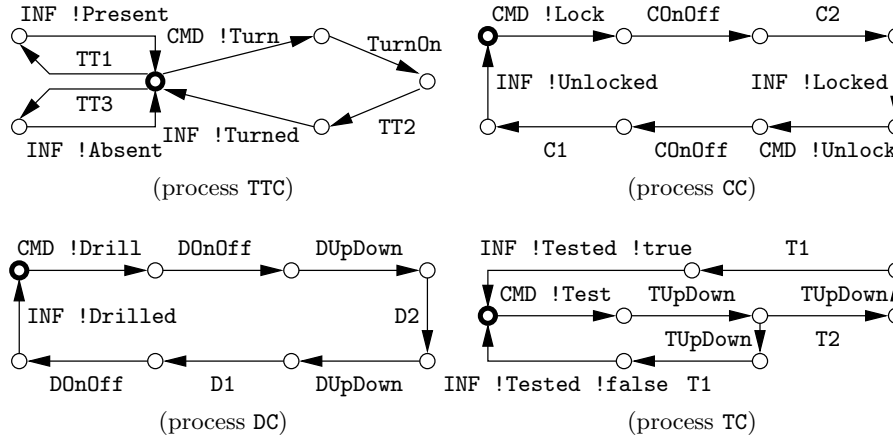 INF !Present
CMD !Turn
TurnOn
TT1
TT3
TT2
INF !Turned
INF !Absent
(process TTC)
CMD !Lock
COnOff
C2
INF !Unlocked
INF !Locked
C1
COnOff
CMD !Unlock
(process CC)
CMD !Drill
DOnOff
DUpDown
INF !Drilled
D2
DOnOff
D1
DUpDown
(process DC)
INF !Tested !true
T1
CMD !Test
TUpDown
TUpDown
TUpDown
T2
INF !Tested !false
T1
(process TC)